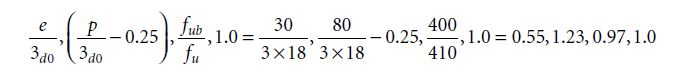 e/3d0, (p/3d0 − 0.25), fub/fu, 1.0 = 30/3×18, 80/3×18 − 0.25, 400/410, 1.0 = 0.55, 1.23, 0.97, 1.0